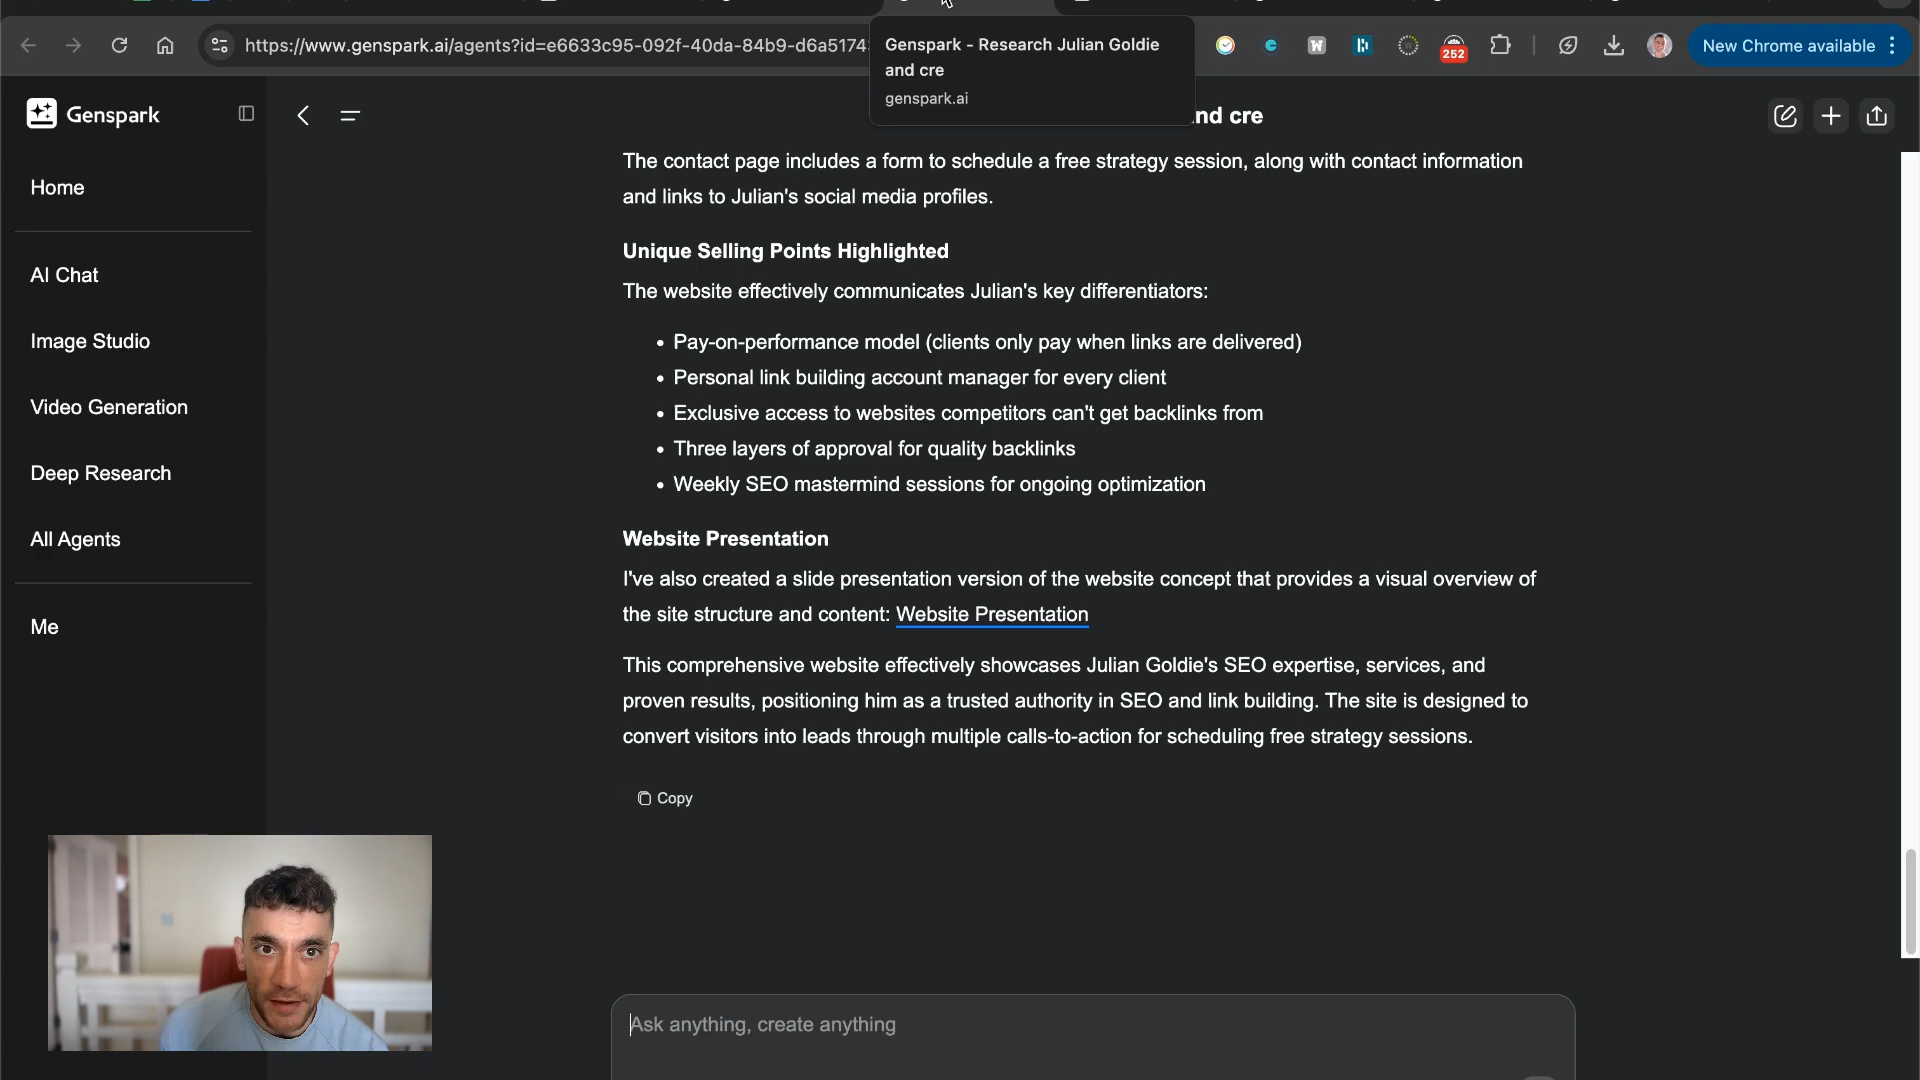 https://www.genspark.ai/agents?id=e6633c95-092f-40da-84b9-d6a5174
Genspark - Research Julian Goldie
and cre
genspark.ai
W
252
New Chrome available
Genspark
nd cre
Home
AI Chat
Image Studio
Video Generation
Deep Research
All Agents
Me
The contact page includes a form to schedule a free strategy session, along with contact information
and links to Julian's social media profiles.
Unique Selling Points Highlighted
The website effectively communicates Julian's key differentiators:
• Pay-on-performance model (clients only pay when links are delivered)
• Personal link building account manager for every client
• Exclusive access to websites competitors can't get backlinks from
• Three layers of approval for quality backlinks
• Weekly SEO mastermind sessions for ongoing optimization
Website Presentation
I've also created a slide presentation version of the website concept that provides a visual overview of
the site structure and content: Website Presentation
This comprehensive website effectively showcases Julian Goldie's SEO expertise, services, and
proven results, positioning him as a trusted authority in SEO and link building. The site is designed to
convert visitors into leads through multiple calls-to-action for scheduling free strategy sessions.
Copy
Ask anything, create anything